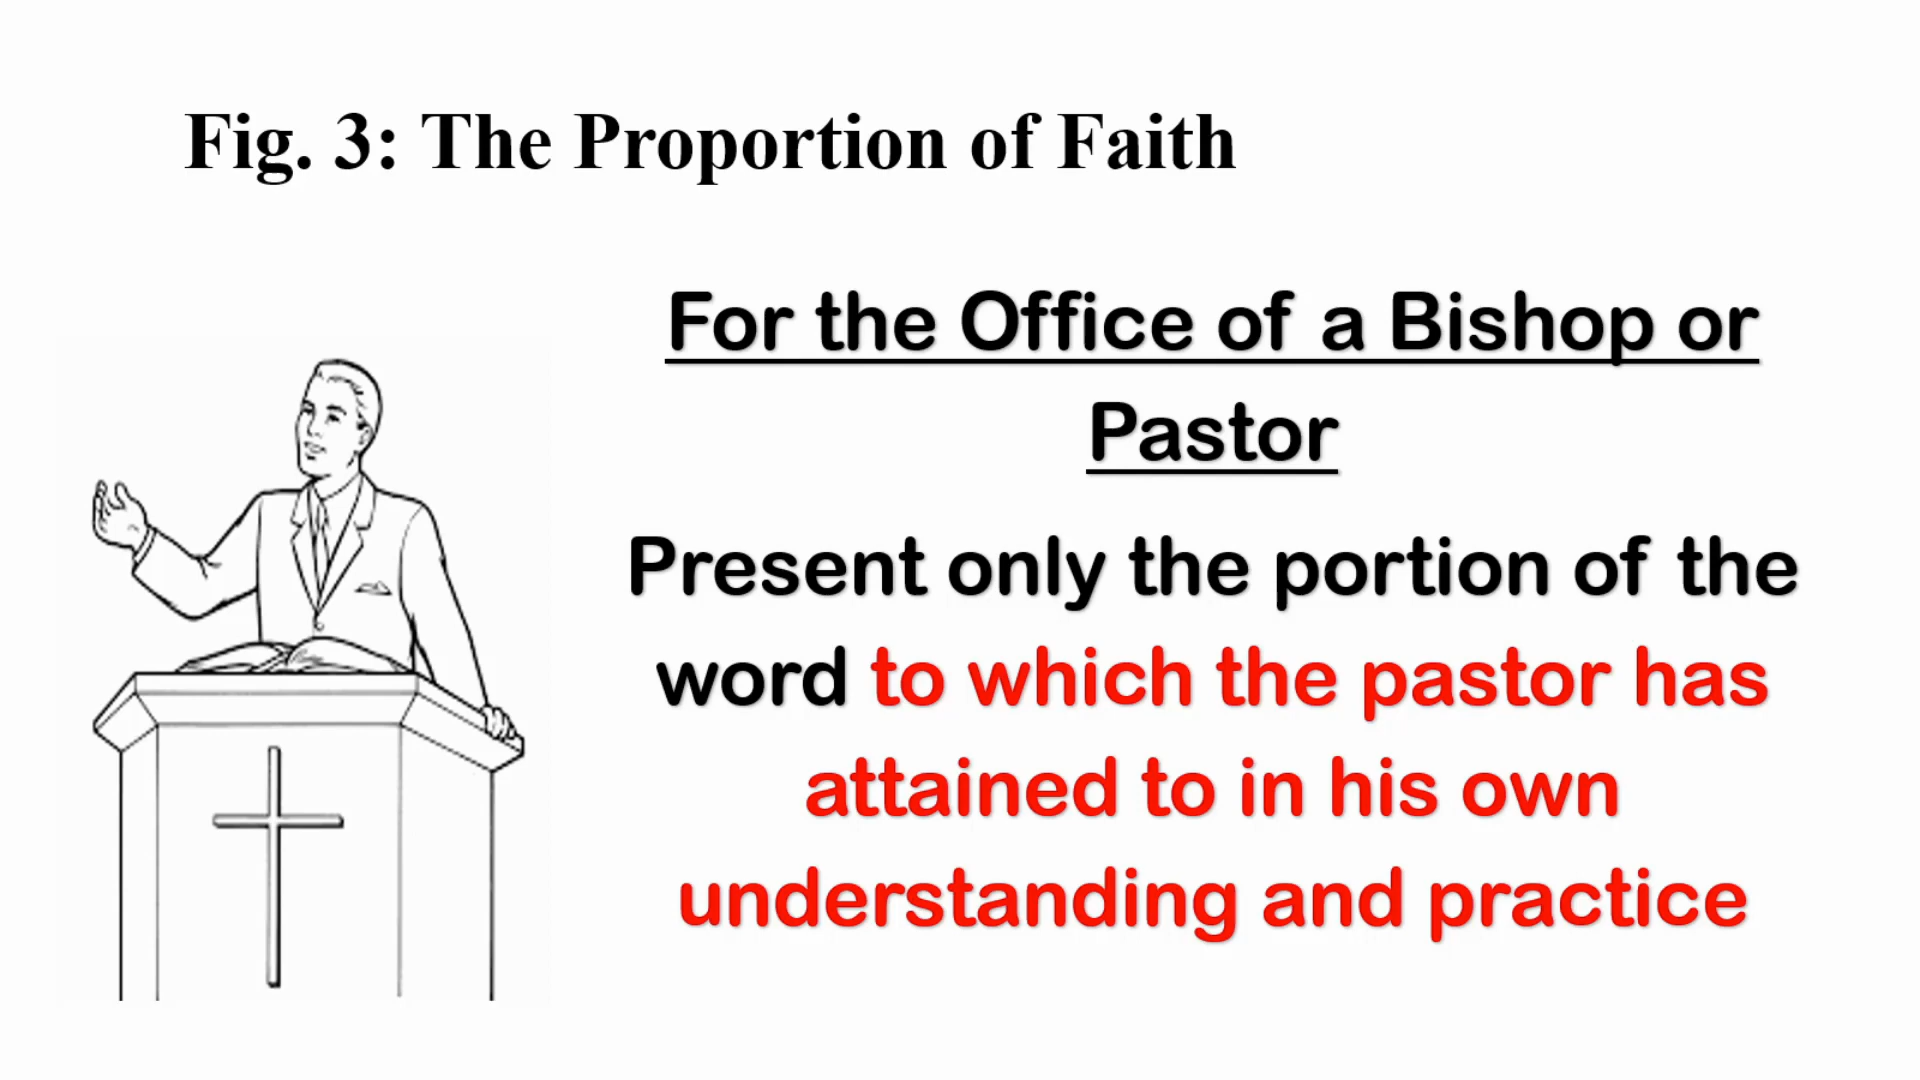 Fig. 3: The Proportion of Faith
For the Office of a Bishop or
Pastor
Present only the portion of the
word to which the pastor has
attained to in his own
understanding and practice